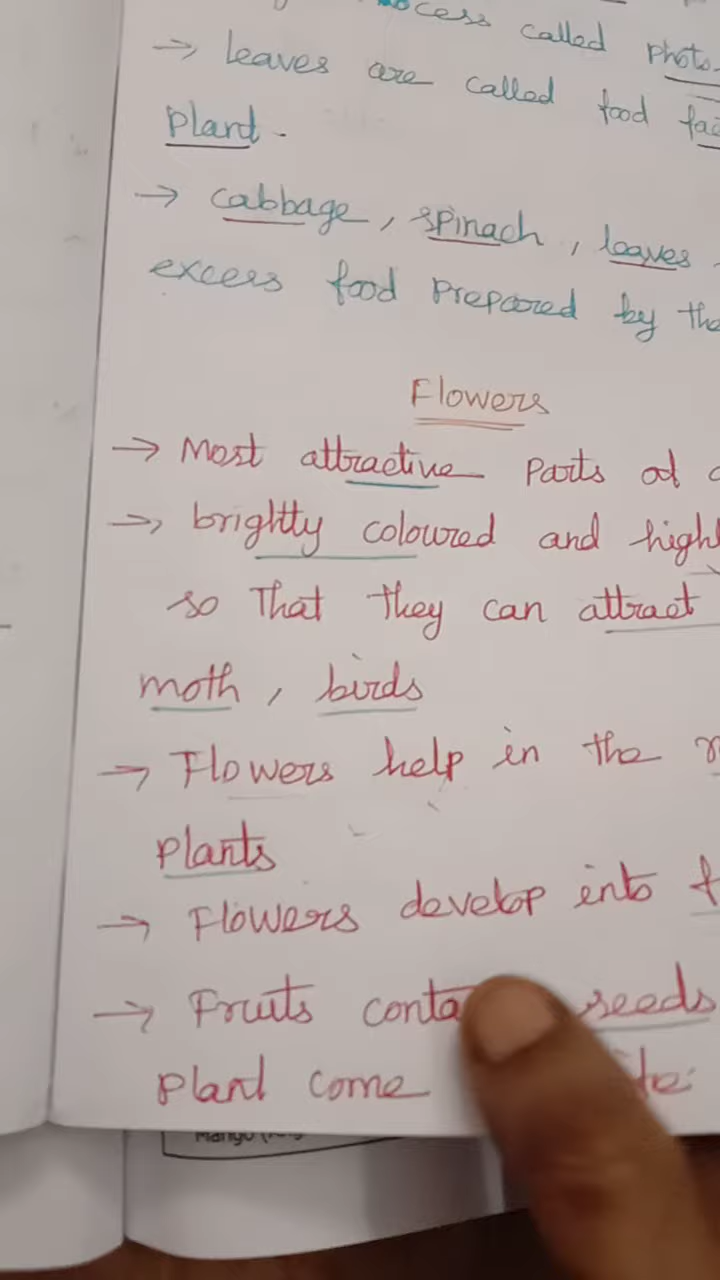 called photo
→ leaves are called food fac
plant.
→ cabbage, spinach, leaves
excess food prepared by the
Flowers
→ Most attractive parts of
→ brightly coloured and high
so That they can attract
moth, birds
→ Flowers help in the
plants
→ Flowers develop into f
→ Fruits conta seeds
plant come